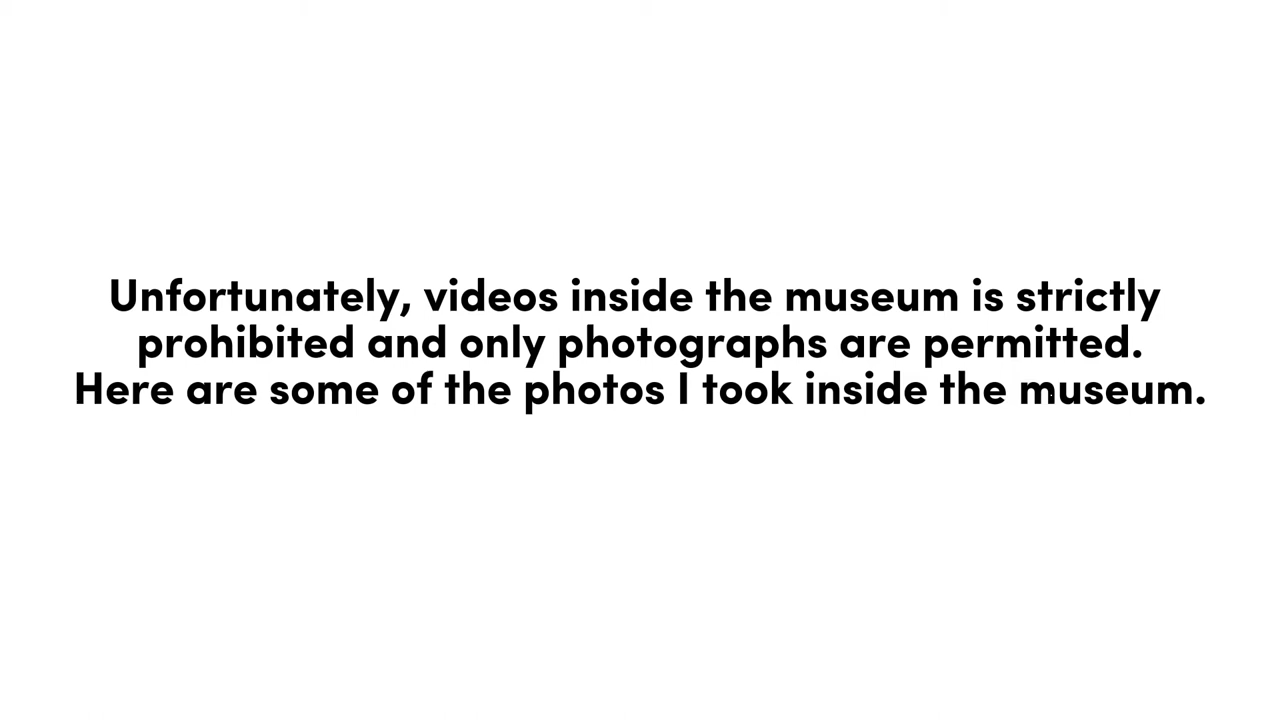 Unfortunately, videos inside the museum is strictly
prohibited and only photographs are permitted.
Here are some of the photos I took inside the museum.